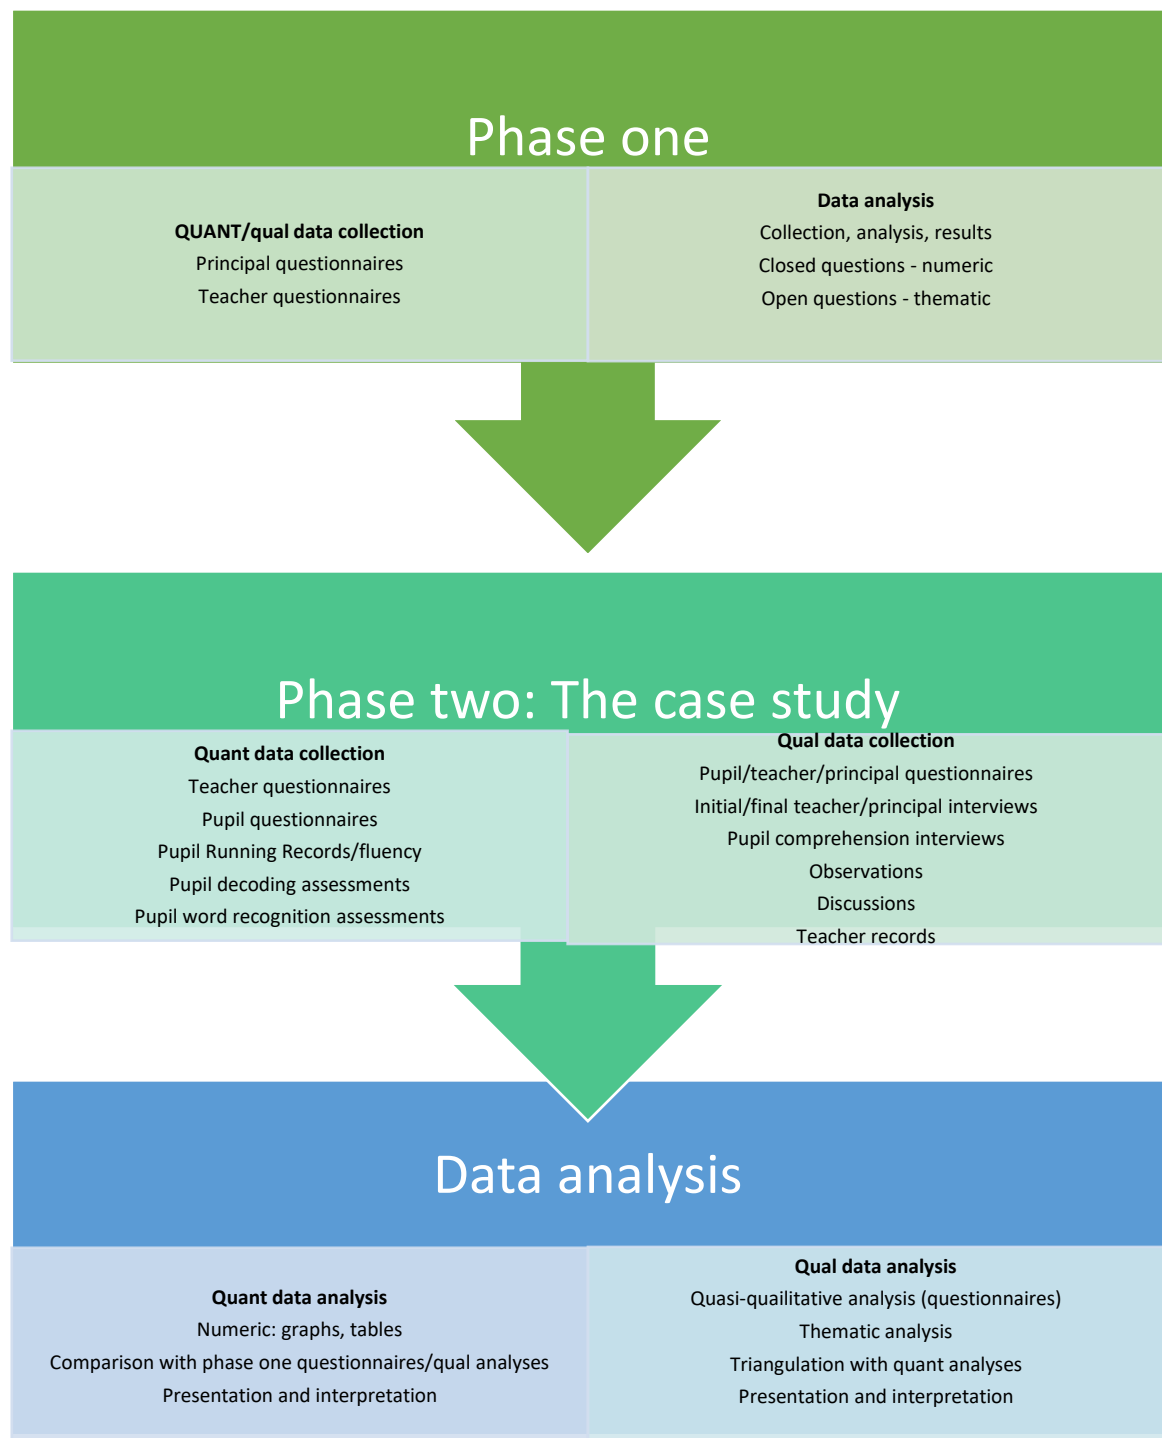 Phase one
QUANT/qual data collection
Principal questionnaires
Teacher questionnaires
Data analysis
Collection, analysis, results
Closed questions - numeric
Open questions - thematic
Phase two: The case study
Quant data collection
Teacher questionnaires
Pupil questionnaires
Pupil Running Records/fluency
Pupil decoding assessments
Pupil word recognition assessments
Qual data collection
Pupil/teacher/principal questionnaires
Initial/final teacher/principal interviews
Pupil comprehension interviews
Observations
Discussions
Teacher records
Data analysis
Quant data analysis
Numeric: graphs, tables
Comparison with phase one questionnaires/qual analyses
Presentation and interpretation
Qual data analysis
Quasi-quailitative analysis (questionnaires)
Thematic analysis
Triangulation with quant analyses
Presentation and interpretation